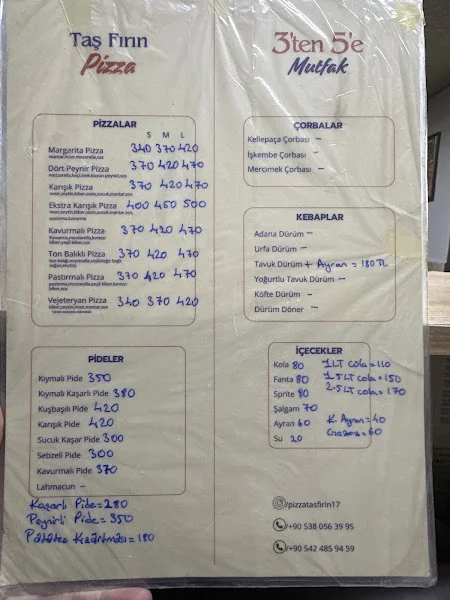 Taş Fırın
Pizza
PİZZALAR
S M L
Margarita Pizza 340 370 420
Dört Peynir Pizza 370 420 470
Karışık Pizza 370 420 470
Ekstra Karışık Pizza 400 450 500
Kavurmalı Pizza 370 420 470
Ton Balıklı Pizza 370 420 470
Pastırmalı Pizza 370 420 470
Vejeteryan Pizza 340 370 420
PİDELER
Kıymalı Pide 350
Kıymalı Kaşarlı Pide 380
Kuşbaşılı Pide 420
Karışık Pide 420
Sucuk Kaşar Pide 300
Sebzeli Pide 300
Kavurmalı Pide 370
Lahmacun -
Kaşarlı Pide=280
Peynirli Pide=350
Patates Kızartması=180
3'ten 5'e
Mutfak
ÇORBALAR
Kellepaça Çorbası -
İşkembe Çorbası -
Mercimek Çorbası -
KEBAPLAR
Adana Dürüm -
Urfa Dürüm -
Tavuk Dürüm + Ayran = 180 TL
Yoğurtlu Tavuk Dürüm -
Köfte Dürüm -
Dürüm Döner -
İÇECEKLER
Kola 80 1 LT Cola=110
Fanta 80 1.5 LT cola=150
Sprite 80 2.5 LT cola=170
Şalgam 70
Ayran 60 K. Ayran=40
Su 20 Gazoz=60
/pizzatasfirin17
/+90 538 056 39 95
/+90 542 485 94 59